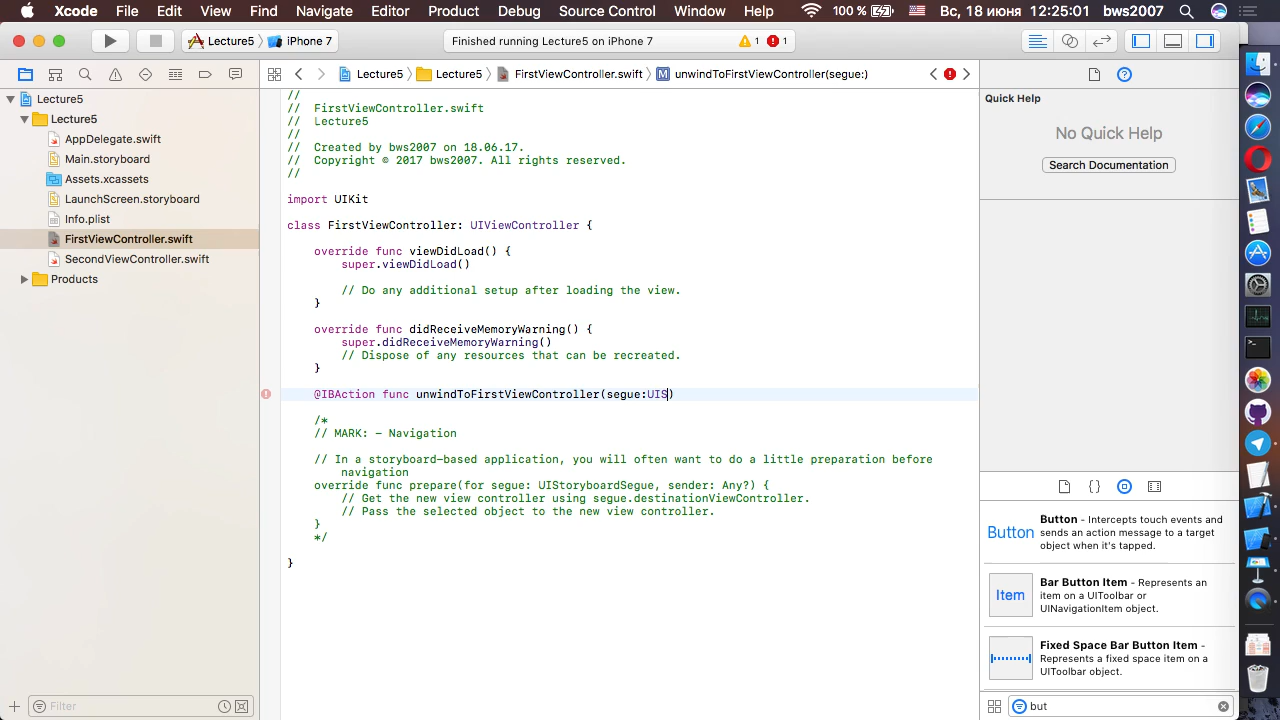 Xcode File Edit View Find Navigate Editor Product Debug Source Control Window Help 100 % Вс, 18 июня 12:25:01 bws2007
Lecture5 iPhone 7 Finished running Lecture5 on iPhone 7 1 1
Lecture5 Lecture5 FirstViewController.swift M unwindToFirstViewController(segue:)
Lecture5
Lecture5
AppDelegate.swift
Main.storyboard
Assets.xcassets
LaunchScreen.storyboard
Info.plist
FirstViewController.swift
SecondViewController.swift
Products
Filter
//
//  FirstViewController.swift
//  Lecture5
//
//  Created by bws2007 on 18.06.17.
//  Copyright © 2017 bws2007. All rights reserved.
//
import UIKit
class FirstViewController: UIViewController {
override func viewDidLoad() {
super.viewDidLoad()
// Do any additional setup after loading the view.
}
override func didReceiveMemoryWarning() {
super.didReceiveMemoryWarning()
// Dispose of any resources that can be recreated.
}
@IBAction func unwindToFirstViewController(segue:UIS)
/*
// MARK: - Navigation
// In a storyboard-based application, you will often want to do a little preparation before
navigation
override func prepare(for segue: UIStoryboardSegue, sender: Any?) {
// Get the new view controller using segue.destinationViewController.
// Pass the selected object to the new view controller.
}
*/
}
Quick Help
No Quick Help
Search Documentation
Button
Button - Intercepts touch events and
sends an action message to a target
object when it's tapped.
Item
Bar Button Item - Represents an
item on a UIToolbar or
UINavigationItem object.
Fixed Space Bar Button Item -
Represents a fixed space item on a
UIToolbar object.
but